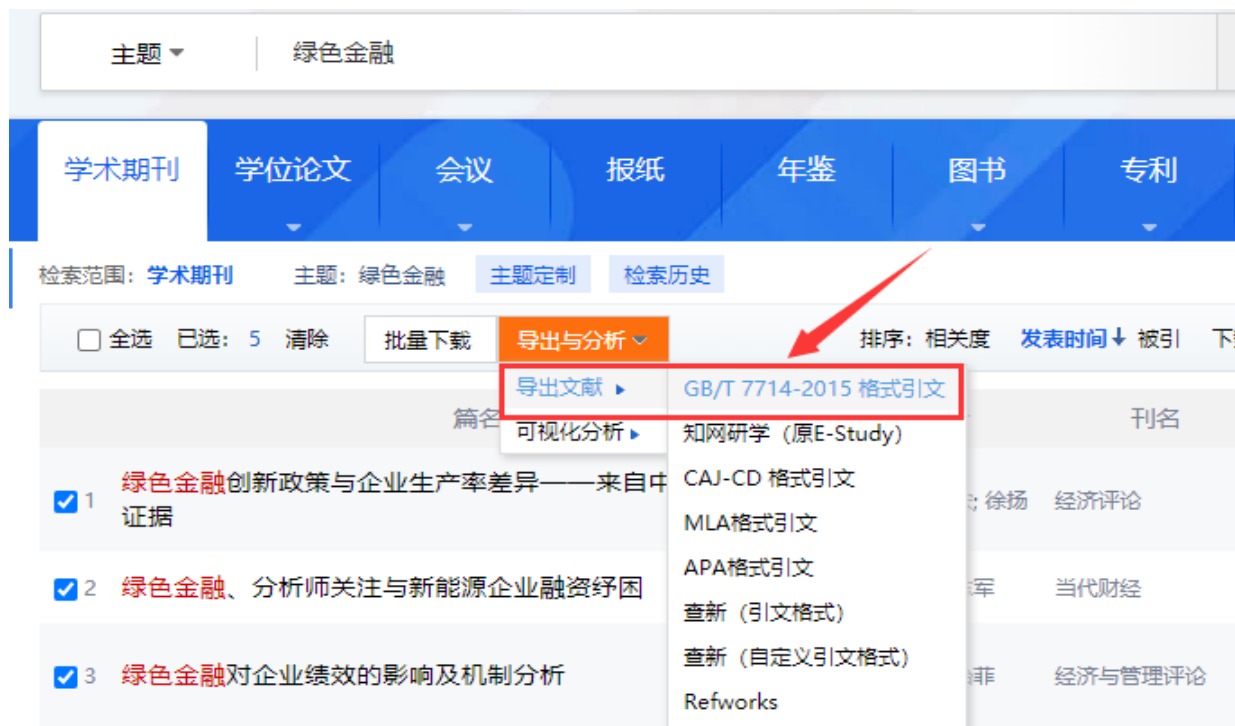 主题 绿色金融
学术期刊 学位论文 会议 报纸 年鉴 图书 专利
检索范围：学术期刊 主题：绿色金融 主题定制 检索历史
全选 已选：5 清除 批量下载 导出与分析 排序：相关度 发表时间↓ 被引
导出文献 GB/T 7714-2015 格式引文
篇名 刊名
可视化分析 知网研学（原E-Study）
绿色金融创新政策与企业生产率差异——来自中 CAJ-CD 格式引文
1 徐扬 经济评论
证据
MLA格式引文
APA格式引文
2 绿色金融、分析师关注与新能源企业融资纾困 军 当代财经
查新（引文格式）
查新（自定义引文格式）
3 绿色金融对企业绩效的影响及机制分析 菲 经济与管理评论
Refworks